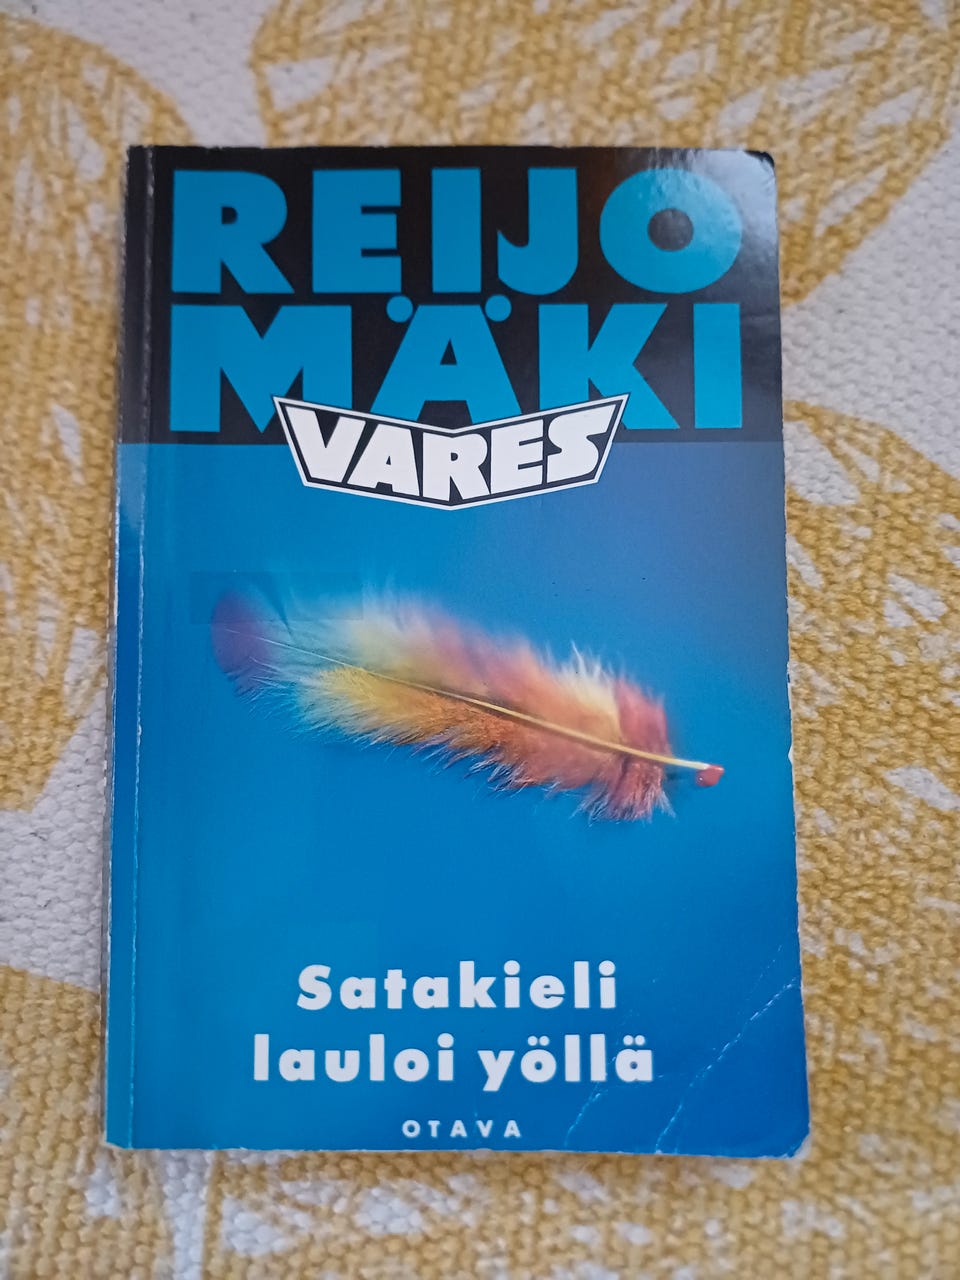 REIJO
MÄKI
VARES
Satakieli
lauloi yöllä
OTAVA